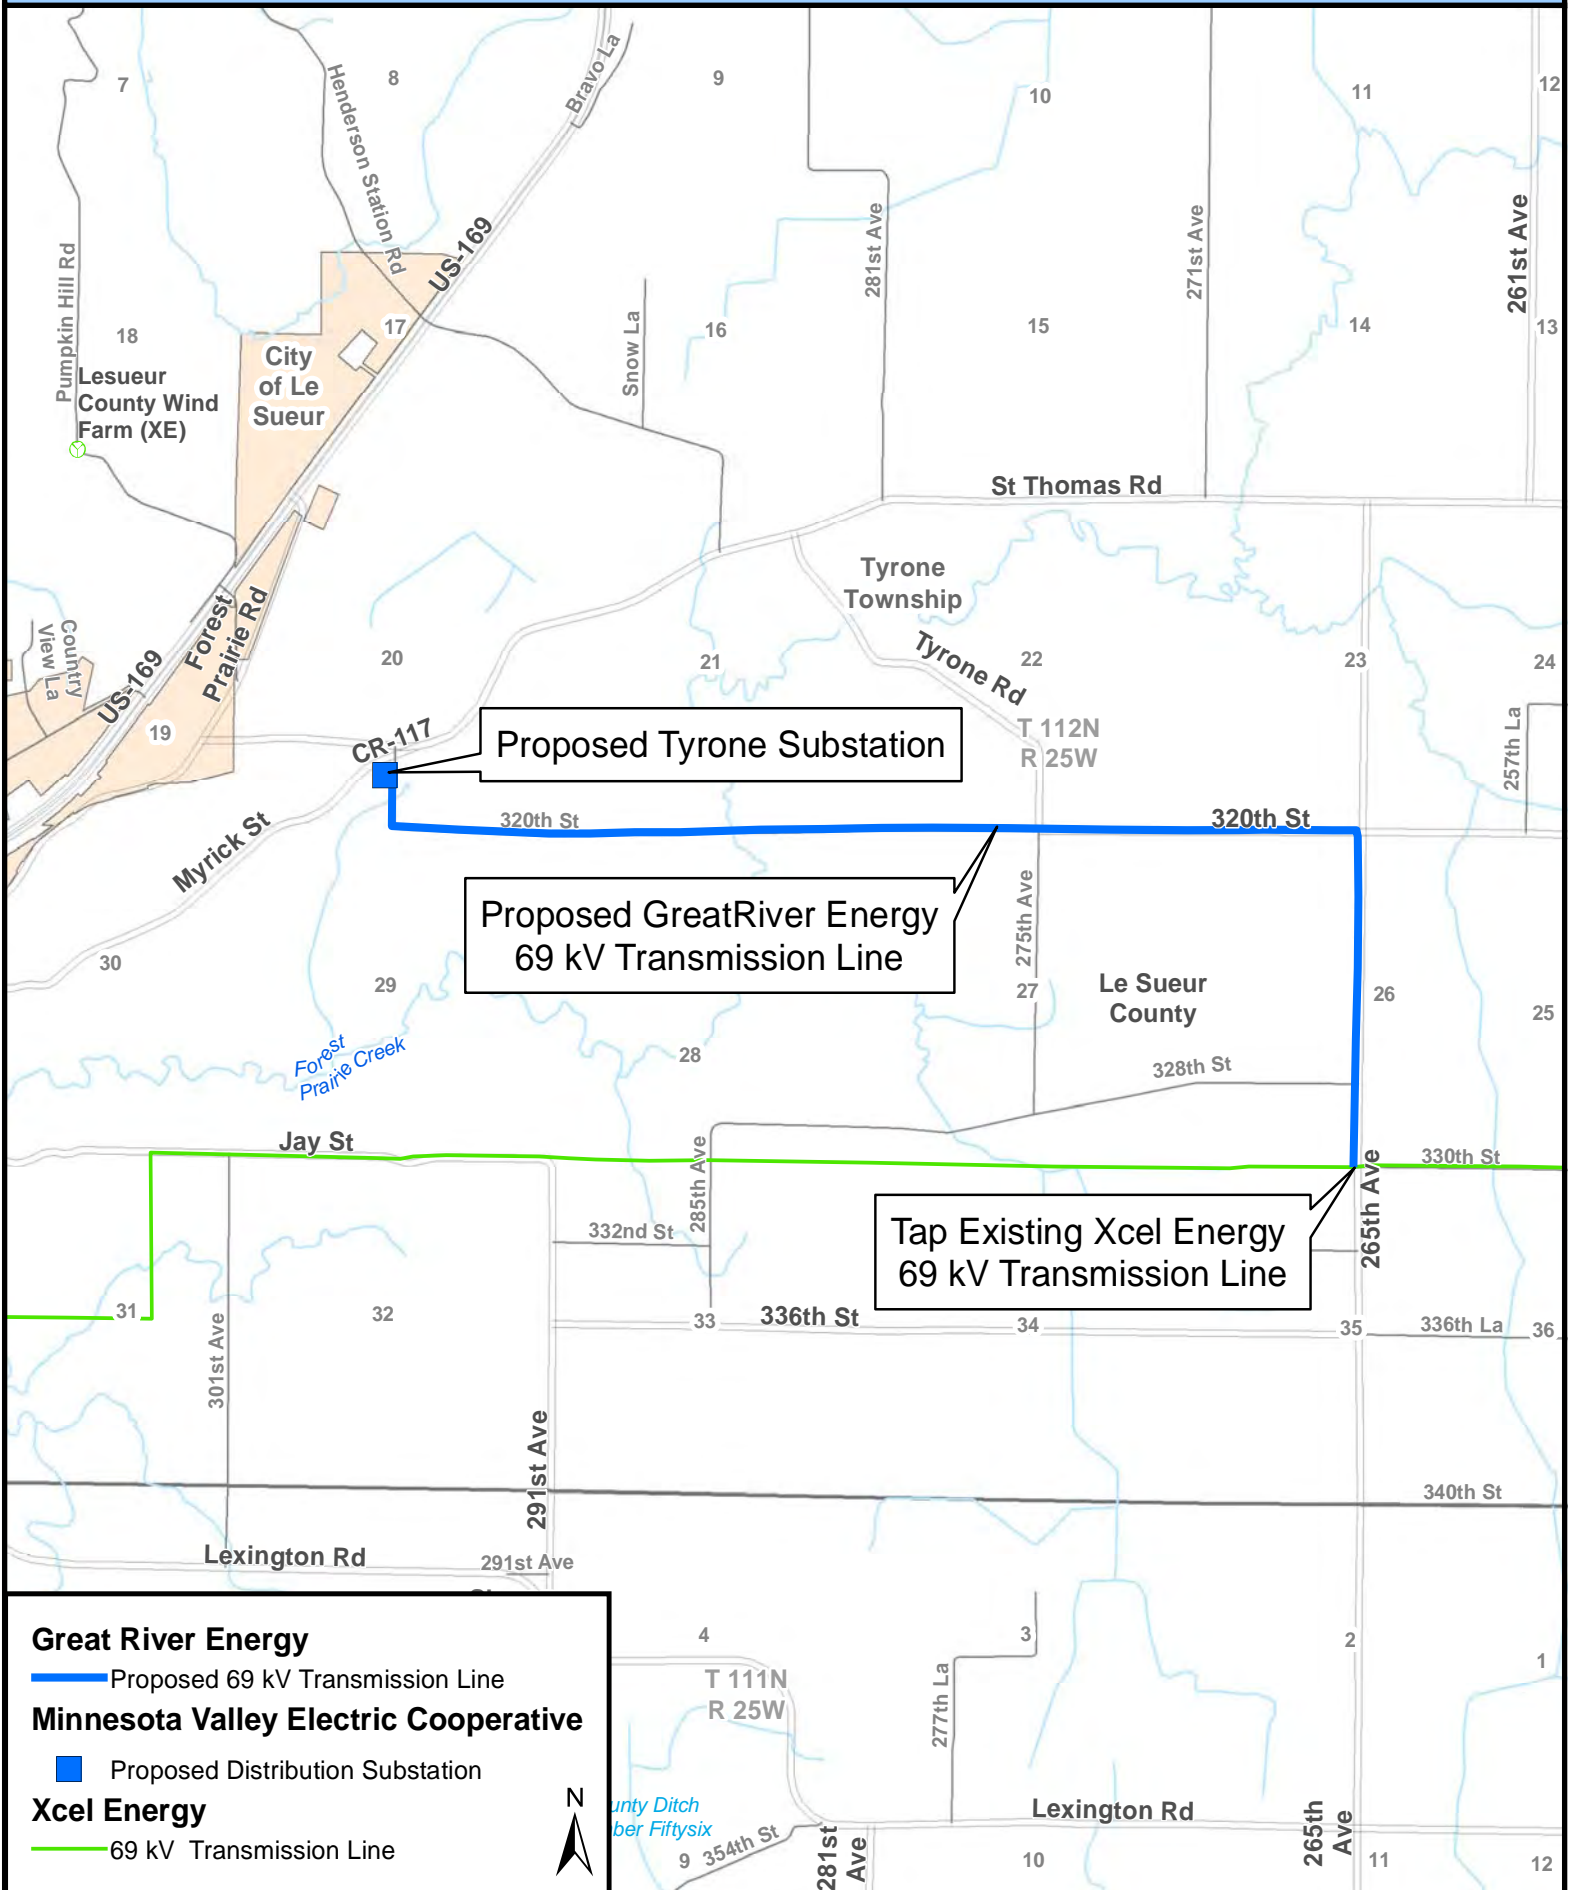 7
8
9
10
11
12
Bravo La
Henderson Station Rd
US-169
Pumpkin Hill Rd
281st Ave
271st Ave
261st Ave
18
17
16
15
14
13
Snow La
City
of Le
Sueur
Lesueur
County Wind
Farm (XE)
St Thomas Rd
Tyrone
Township
Forest
Prairie Rd
Country
View La
US-169
19
20
21
22
23
24
Tyrone Rd
T 112N
R 25W
257th La
CR-117
Proposed Tyrone Substation
320th St
320th St
Myrick St
Proposed GreatRiver Energy
69 kV Transmission Line
275th Ave
30
29
28
27
26
25
Le Sueur
County
Forest
Prairie Creek
328th St
Jay St
285th Ave
330th St
265th Ave
332nd St
Tap Existing Xcel Energy
69 kV Transmission Line
31
32
33
336th St
34
35
336th La
36
301st Ave
291st Ave
340th St
Lexington Rd
291st Ave
4
3
2
1
T 111N
R 25W
277th La
Lexington Rd
265th
Ave
281st
Ave
unty Ditch
ber Fiftysix
9
354th St
10
11
12
Great River Energy
Proposed 69 kV Transmission Line
Minnesota Valley Electric Cooperative
Proposed Distribution Substation
Xcel Energy
69 kV Transmission Line
N